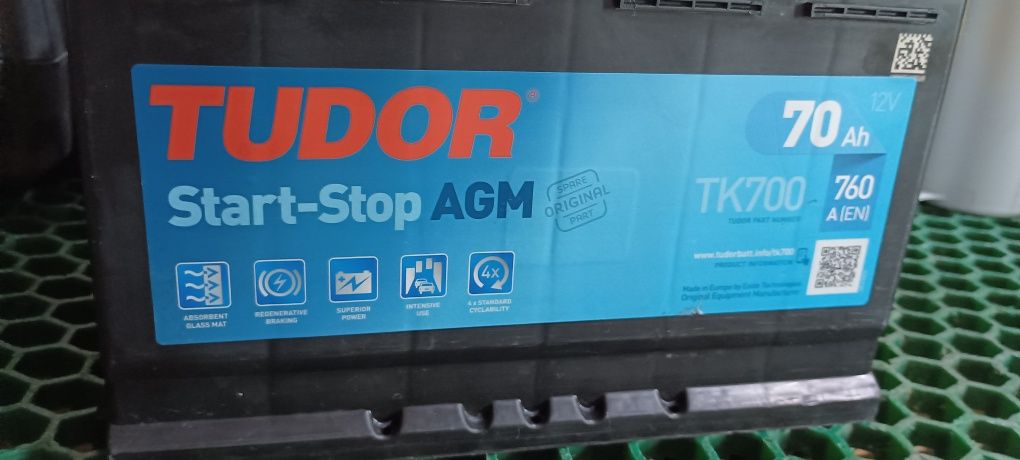 TUDOR®
12V
70 Ah
Start-Stop AGM
SPARE
ORIGINAL
PART
TK700
TUDOR PART NUMBER
760
A (EN)
www.tudorbatt.info/tk700
PRODUCT INFORMATION
Made in Europe by Exide Technologies
Original Equipment Manufacturer
4x
ABSORBENT
GLASS MAT
REGENERATIVE
BRAKING
SUPERIOR
POWER
INTENSIVE
USE
4 x STANDARD
CYCLABILITY